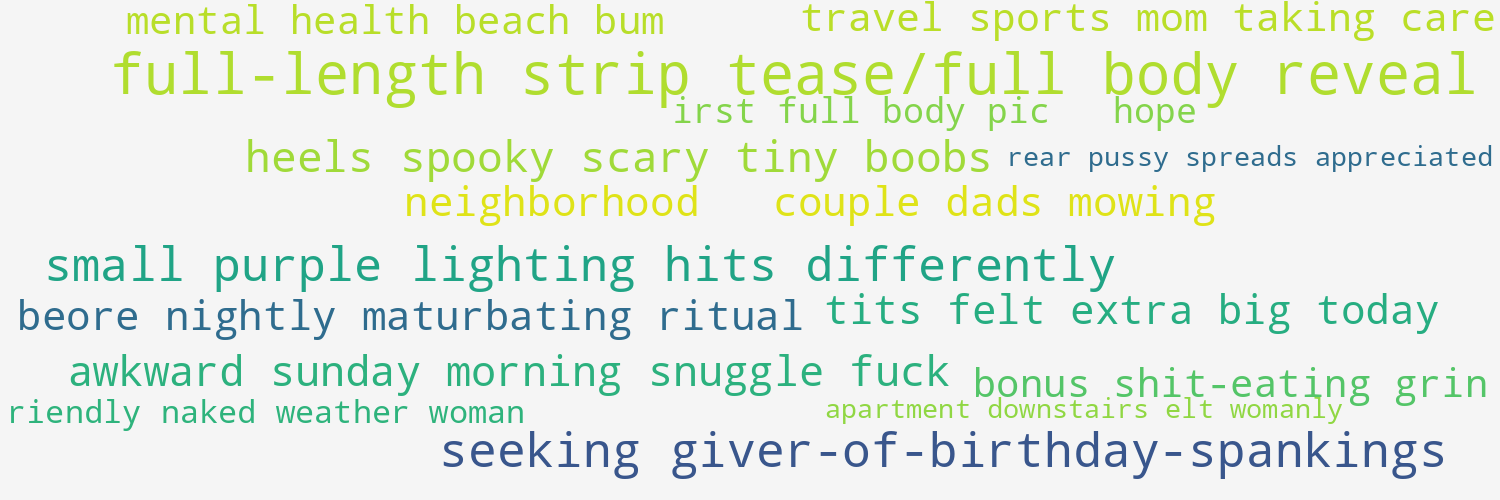 mental health beach bum
travel sports mom taking care
full-length strip tease/full body reveal
irst full body pic hope
heels spooky scary tiny boobs
rear pussy spreads appreciated
neighborhood couple dads mowing
small purple lighting hits differently
beore nightly maturbating ritual
tits felt extra big today
awkward sunday morning snuggle fuck
bonus shit-eating grin
riendly naked weather woman
apartment downstairs elt womanly
seeking giver-of-birthday-spankings